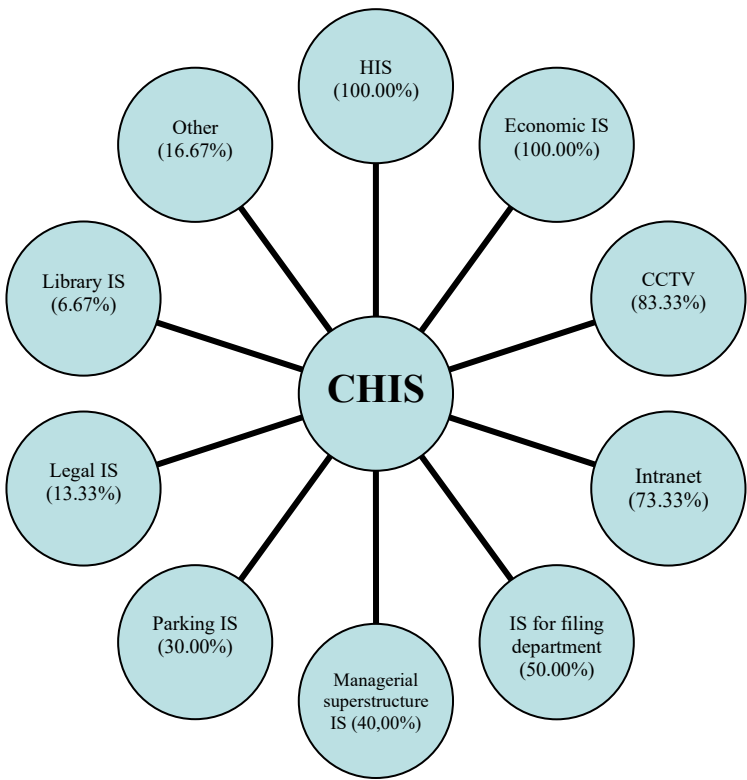 HIS
(100.00%)
Economic IS
(100.00%)
CCTV
(83.33%)
Intranet
(73.33%)
IS for filing
department
(50.00%)
Managerial
superstructure
IS (40,00%)
Parking IS
(30.00%)
Legal IS
(13.33%)
Library IS
(6.67%)
Other
(16.67%)
CHIS